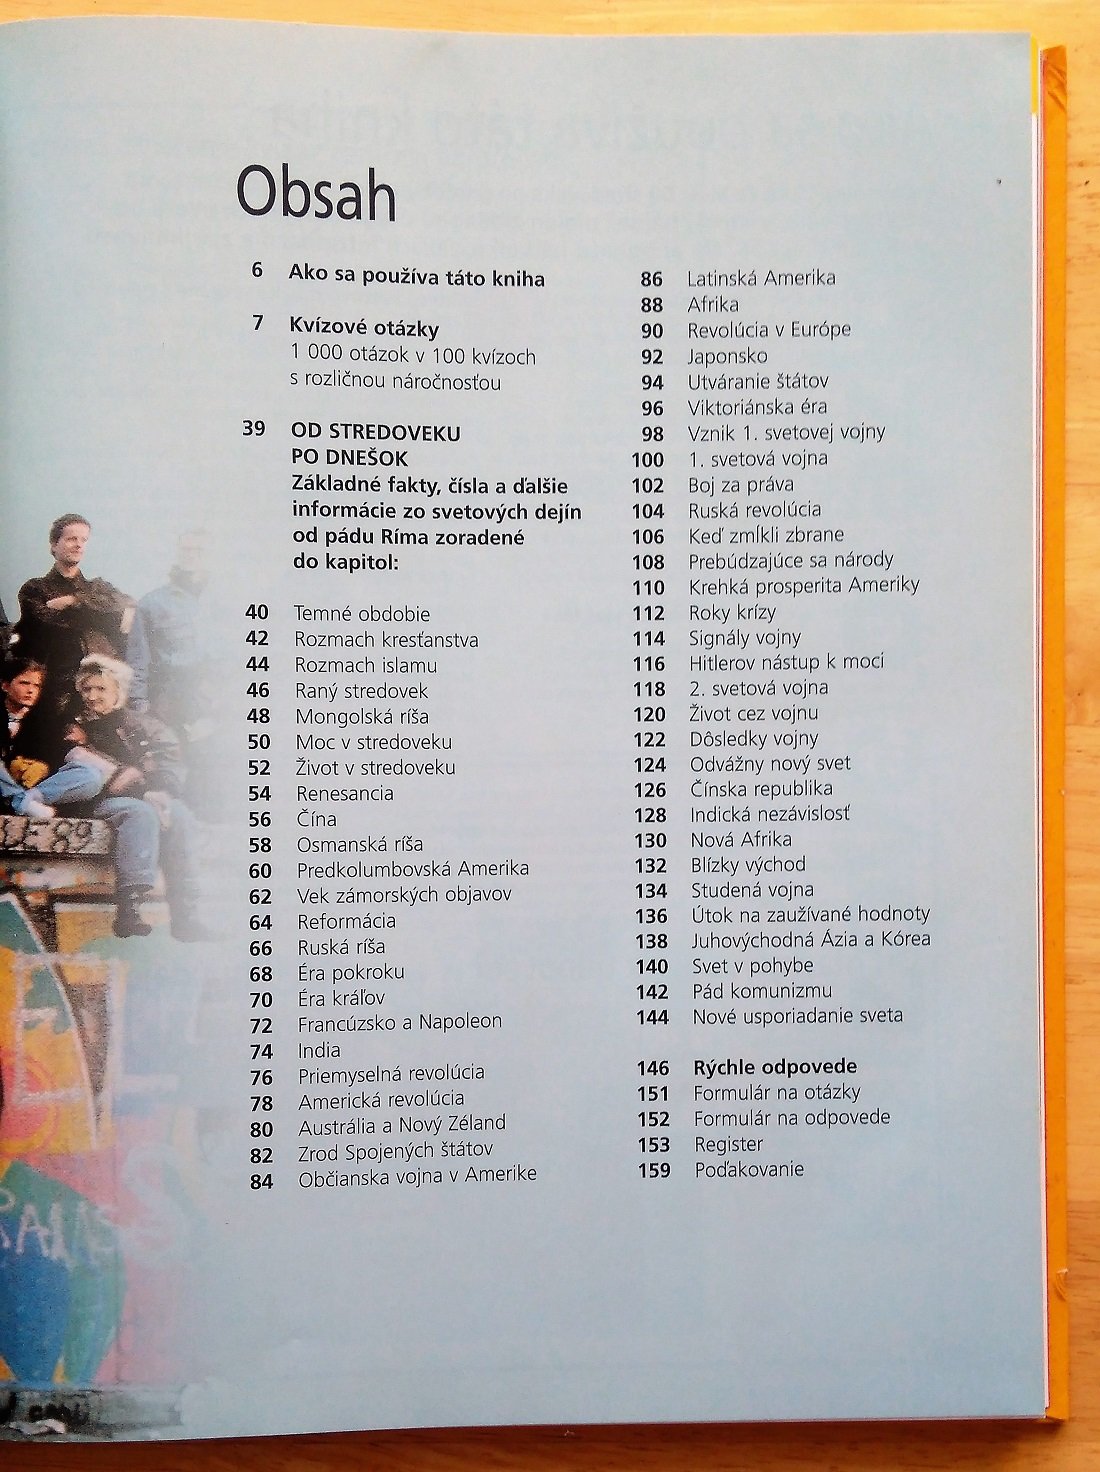 Obsah
6 Ako sa používa táto kniha
7 Kvízové otázky
1 000 otázok v 100 kvízoch
s rozličnou náročnosťou
39 OD STREDOVEKU
PO DNEŠOK
Základné fakty, čísla a ďalšie
informácie zo svetových dejín
od pádu Ríma zoradené
do kapitol:
40 Temné obdobie
42 Rozmach kresťanstva
44 Rozmach islamu
46 Raný stredovek
48 Mongolská ríša
50 Moc v stredoveku
52 Život v stredoveku
54 Renesancia
56 Čína
58 Osmanská ríša
60 Predkolumbovská Amerika
62 Vek zámorských objavov
64 Reformácia
66 Ruská ríša
68 Éra pokroku
70 Éra kráľov
72 Francúzsko a Napoleon
74 India
76 Priemyselná revolúcia
78 Americká revolúcia
80 Austrália a Nový Zéland
82 Zrod Spojených štátov
84 Občianska vojna v Amerike
86 Latinská Amerika
88 Afrika
90 Revolúcia v Európe
92 Japonsko
94 Utváranie štátov
96 Viktoriánska éra
98 Vznik 1. svetovej vojny
100 1. svetová vojna
102 Boj za práva
104 Ruská revolúcia
106 Keď zmĺkli zbrane
108 Prebúdzajúce sa národy
110 Krehká prosperita Ameriky
112 Roky krízy
114 Signály vojny
116 Hitlerov nástup k moci
118 2. svetová vojna
120 Život cez vojnu
122 Dôsledky vojny
124 Odvážny nový svet
126 Čínska republika
128 Indická nezávislosť
130 Nová Afrika
132 Blízky východ
134 Studená vojna
136 Útok na zaužívané hodnoty
138 Juhovýchodná Ázia a Kórea
140 Svet v pohybe
142 Pád komunizmu
144 Nové usporiadanie sveta
146 Rýchle odpovede
151 Formulár na otázky
152 Formulár na odpovede
153 Register
159 Poďakovanie
89